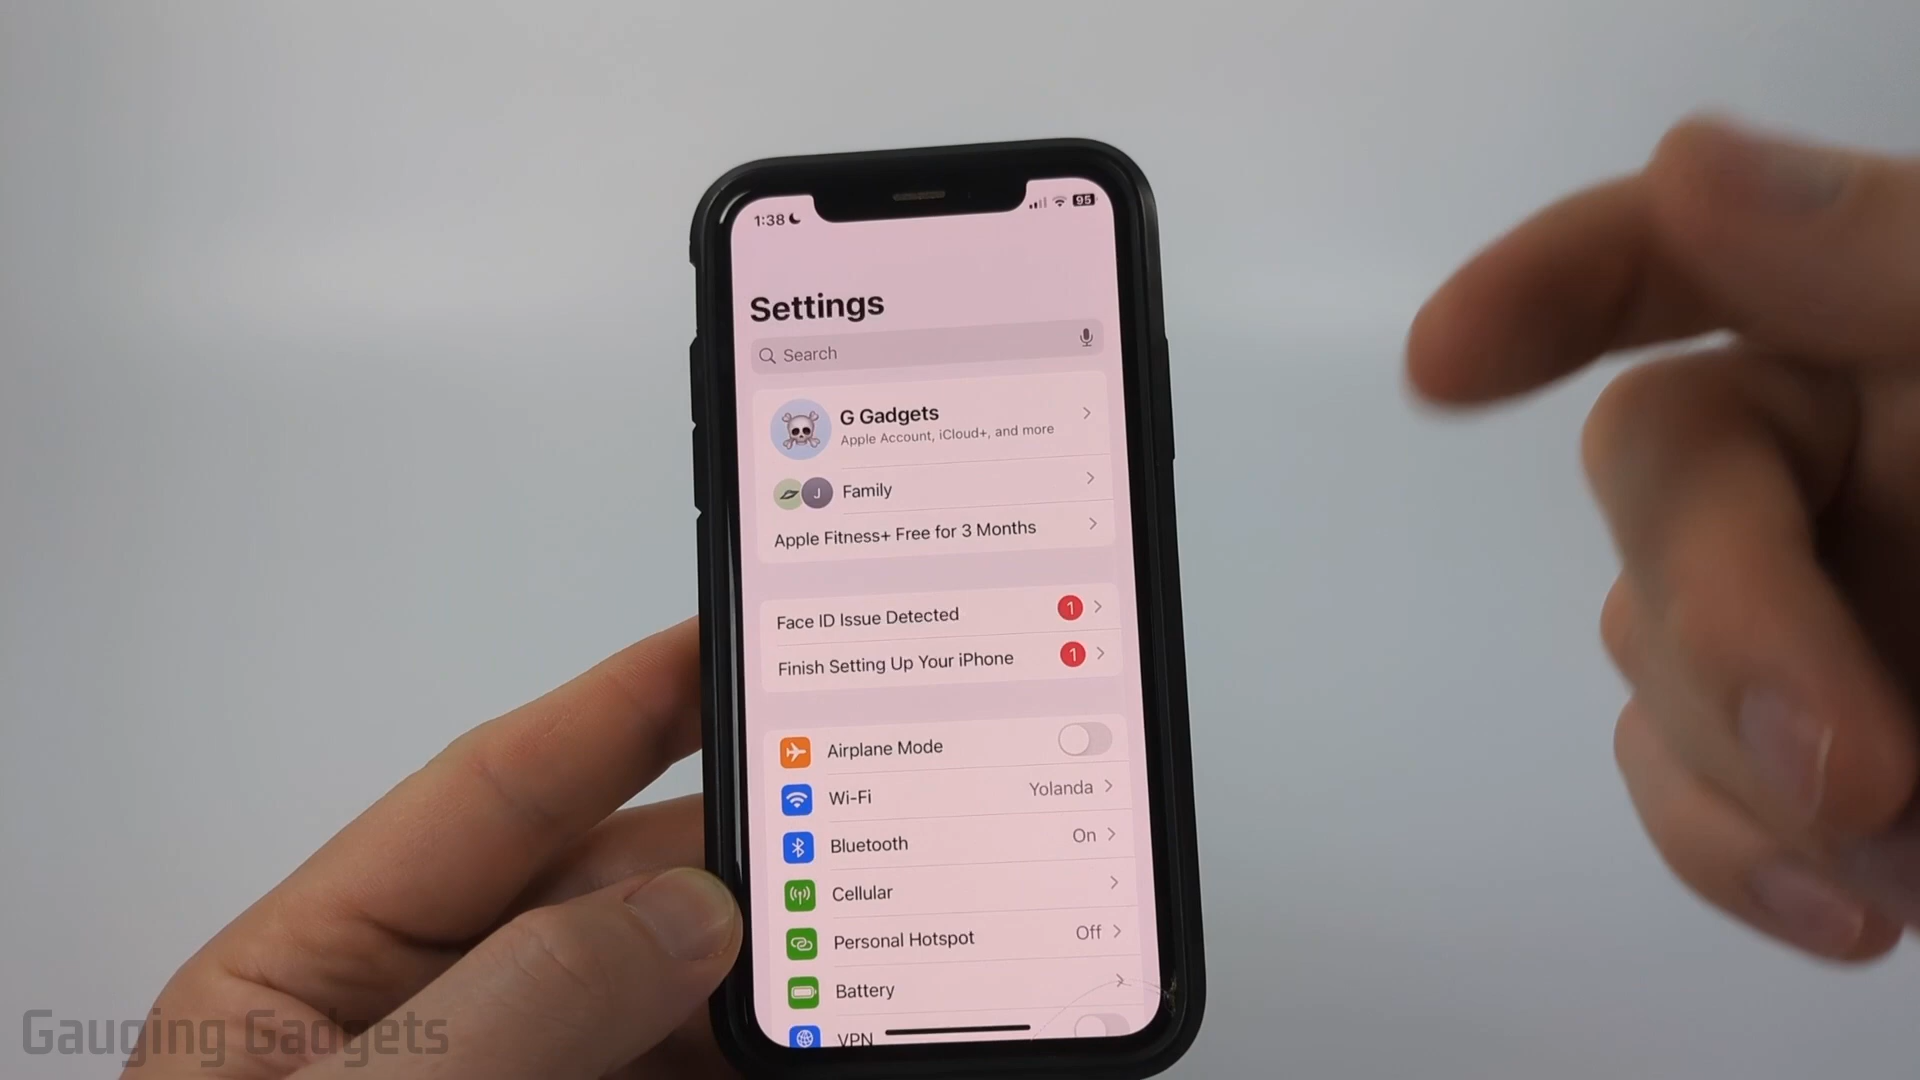 1:38
95
Settings
Search
G Gadgets
Apple Account, iCloud+, and more
J
Family
Apple Fitness+ Free for 3 Months
Face ID Issue Detected 1
Finish Setting Up Your iPhone 1
Airplane Mode
Wi-Fi Yolanda
Bluetooth On
Cellular
Personal Hotspot Off
Battery
VPN
Gauging Gadgets